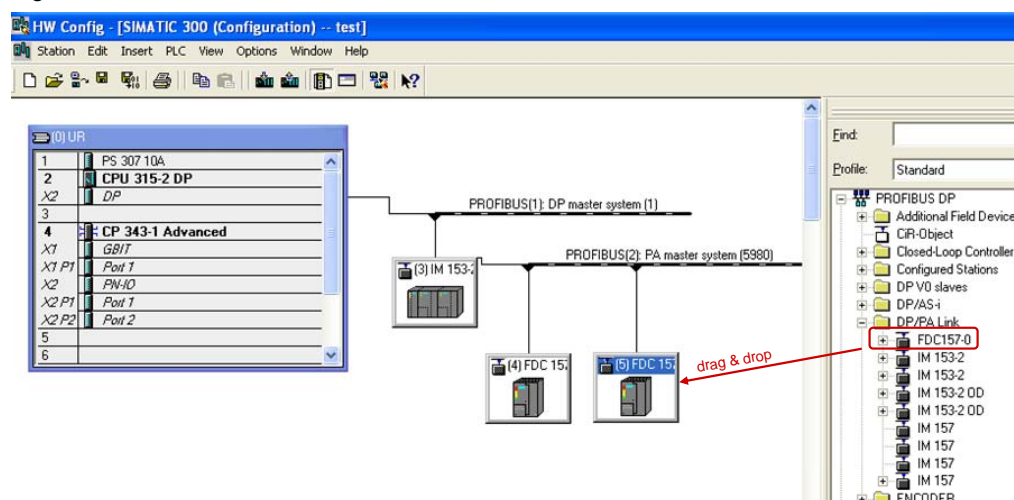 HW Config - [SIMATIC 300 (Configuration) -- test]
Station Edit Insert PLC View Options Window Help
(0) UR
1 PS 307 10A
2 CPU 315-2 DP
X2 DP
3
4 CP 343-1 Advanced
X1 GBIT
X1 P1 Port 1
X2 PN-IO
X2 P1 Port 1
X2 P2 Port 2
5
6
PROFIBUS(1): DP master system (1)
PROFIBUS(2): PA master system (5980)
(3) IM 153-2
(4) FDC 157
(5) FDC 157
drag & drop
Find:
Profile: Standard
PROFIBUS DP
Additional Field Device
CiR-Object
Closed-Loop Controller
Configured Stations
DP V0 slaves
DP/AS-i
DP/PA Link
FDC157-0
IM 153-2
IM 153-2
IM 153-2 OD
IM 153-2 OD
IM 157
IM 157
IM 157
IM 157
ENCODER